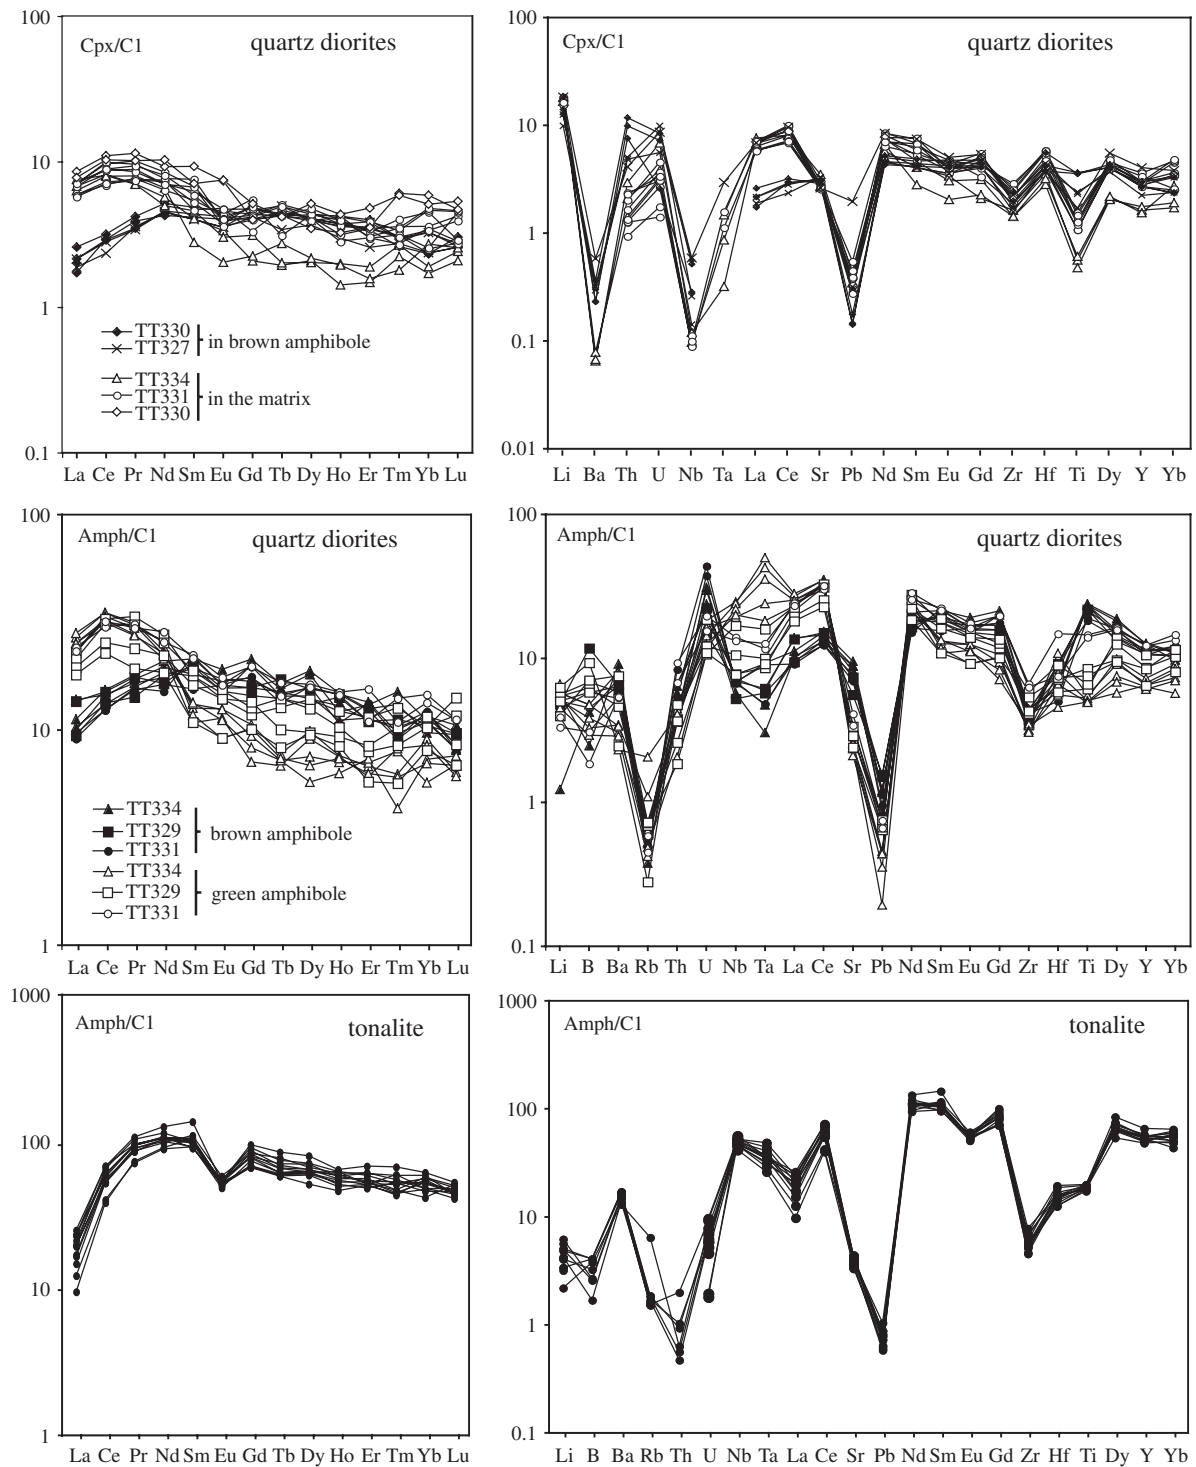 100
Cpx/C1
quartz diorites
10
1
TT330
TT327
in brown amphibole
TT334
TT331
TT330
in the matrix
0.1
La Ce Pr Nd Sm Eu Gd Tb Dy Ho Er Tm Yb Lu
100
Cpx/C1
quartz diorites
10
1
0.1
0.01
Li Ba Th U Nb Ta La Ce Sr Pb Nd Sm Eu Gd Zr Hf Ti Dy Y Yb
100
Amph/C1
quartz diorites
10
TT334
TT329
TT331
brown amphibole
TT334
TT329
TT331
green amphibole
1
La Ce Pr Nd Sm Eu Gd Tb Dy Ho Er Tm Yb Lu
100
Amph/C1
quartz diorites
10
1
0.1
Li B Ba Rb Th U Nb Ta La Ce Sr Pb Nd Sm Eu Gd Zr Hf Ti Dy Y Yb
1000
Amph/C1
tonalite
100
10
1
La Ce Pr Nd Sm Eu Gd Tb Dy Ho Er Tm Yb Lu
1000
Amph/C1
tonalite
100
10
1
0.1
Li B Ba Rb Th U Nb Ta La Ce Sr Pb Nd Sm Eu Gd Zr Hf Ti Dy Y Yb